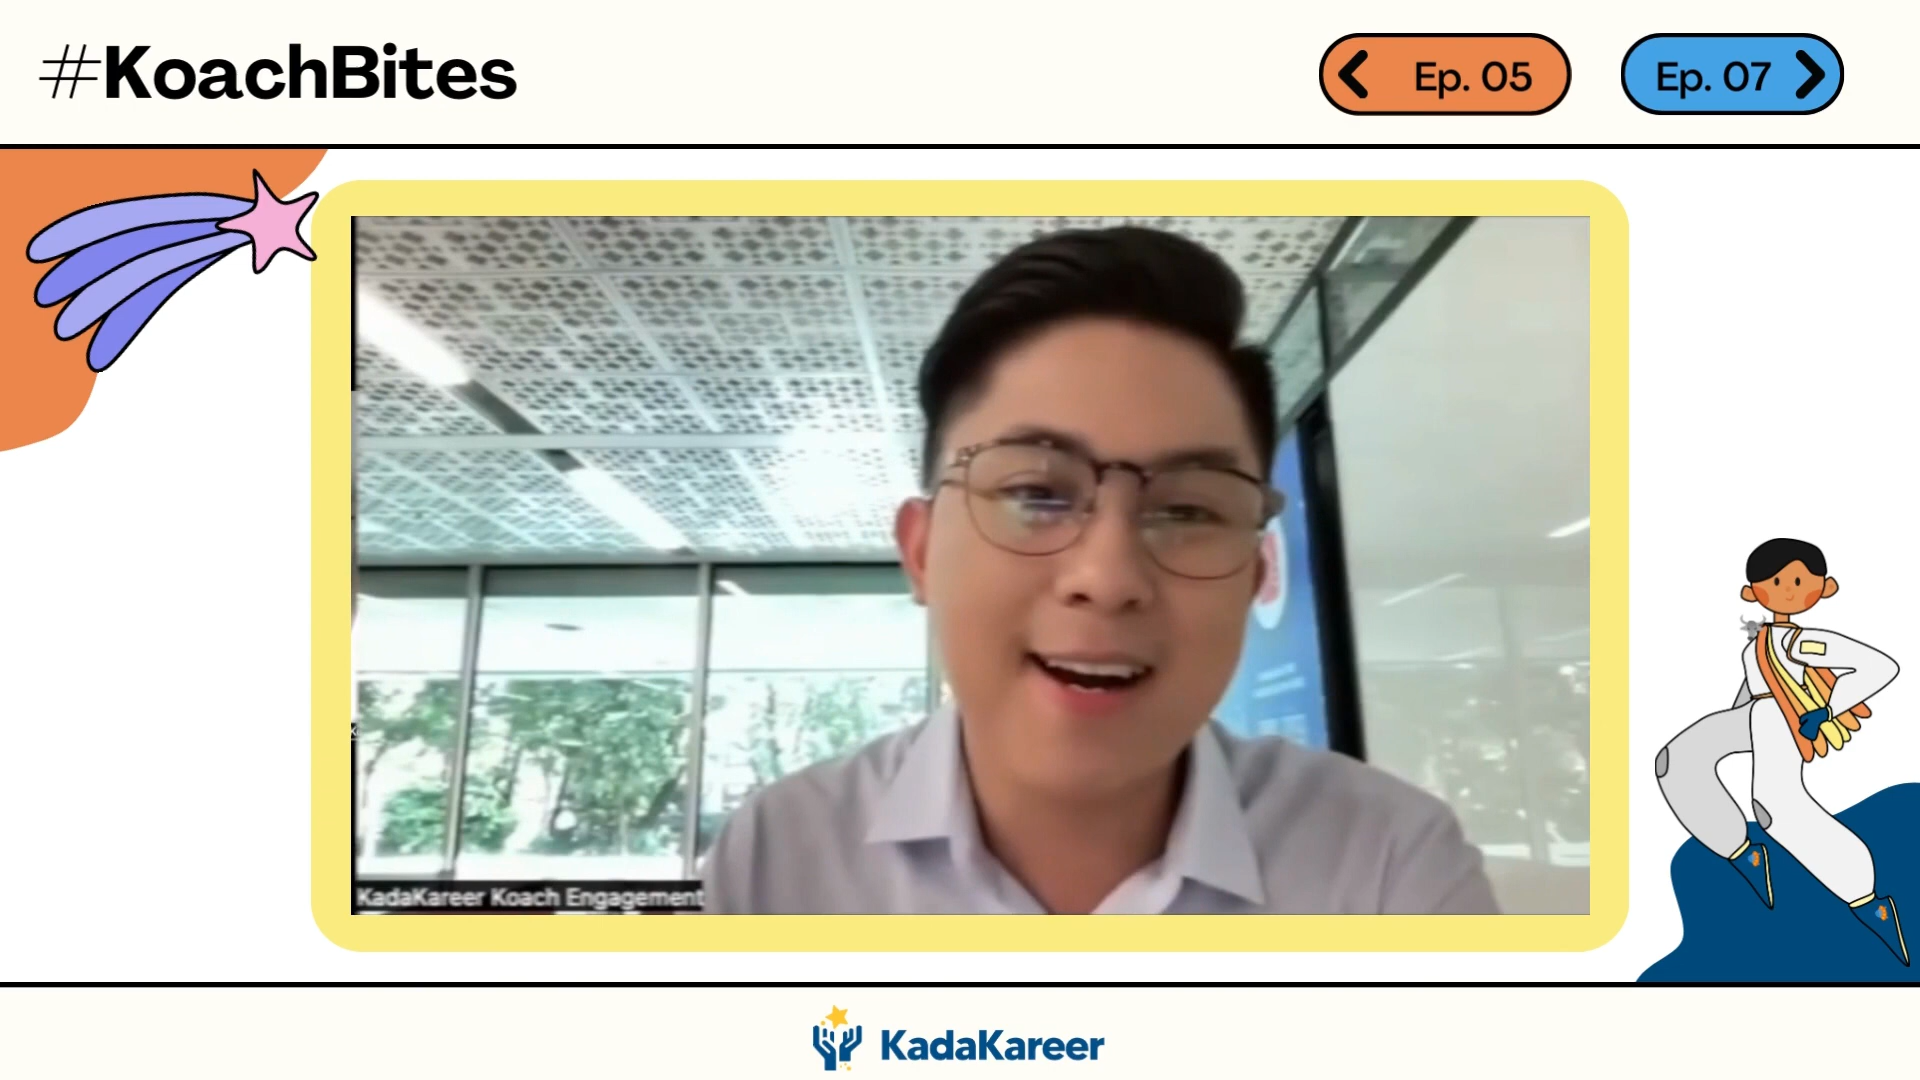 #KoachBites
Ep. 05
Ep. 07
KadaKareer Koach Engagement
KadaKareer